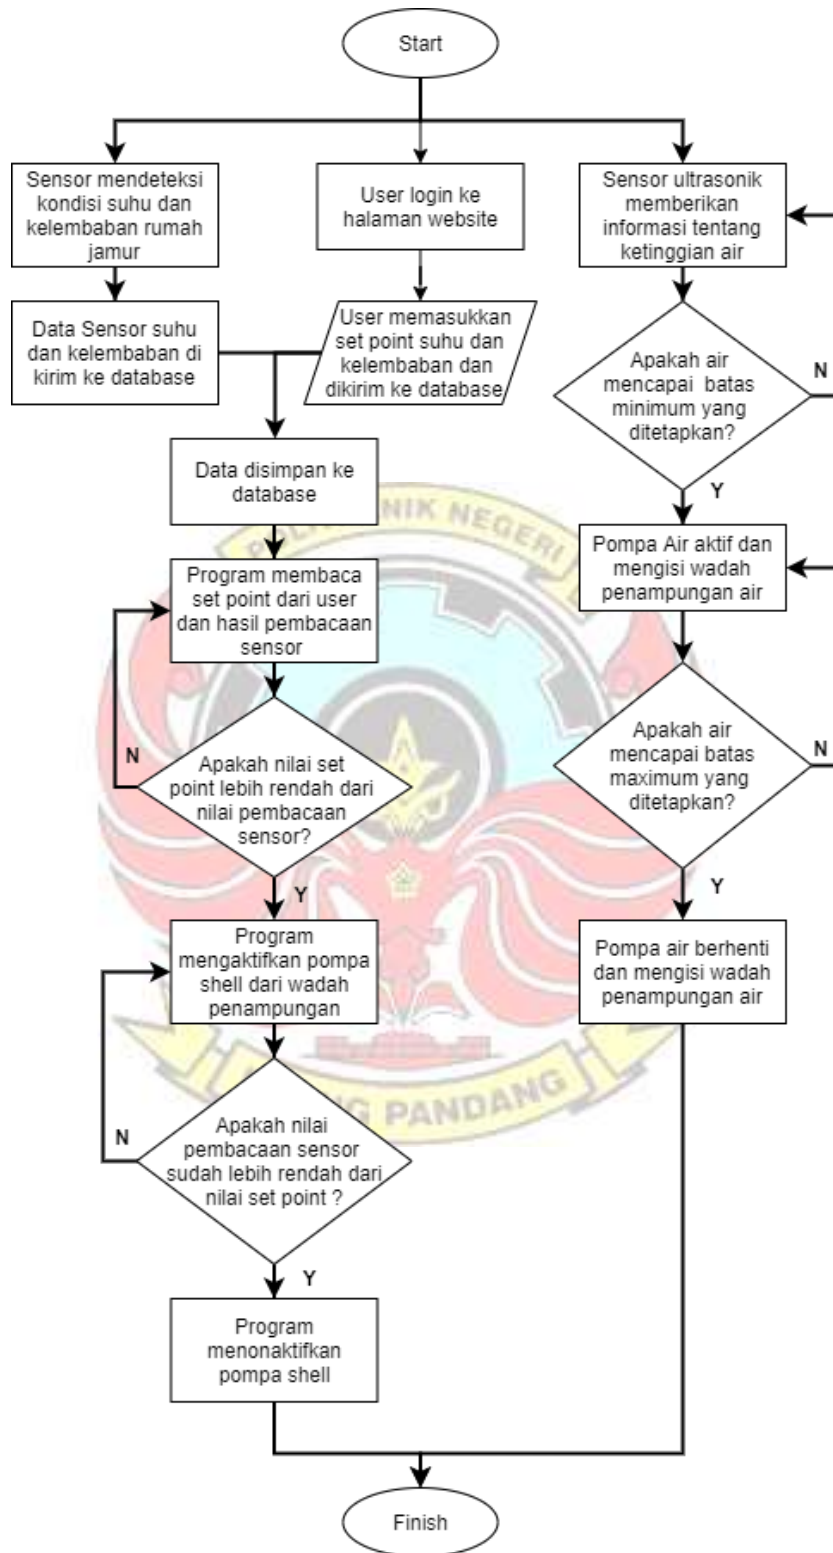 Start
Sensor mendeteksi
kondisi suhu dan
kelembaban rumah
jamur
User login ke
halaman website
Sensor ultrasonik
memberikan
informasi tentang
ketinggian air
Data Sensor suhu
dan kelembaban di
kirim ke database
User memasukkan
set point suhu dan
kelembaban dan
dikirim ke database
Apakah air
mencapai batas
minimum yang
ditetapkan?
N
Y
Data disimpan ke
database
Program membaca
set point dari user
dan hasil pembacaan
sensor
Pompa Air aktif dan
mengisi wadah
penampungan air
Apakah nilai set
point lebih rendah dari
nilai pembacaan
sensor?
N
Y
Apakah air
mencapai batas
maximum yang
ditetapkan?
N
Y
Program
mengaktifkan pompa
shell dari wadah
penampungan
Pompa air berhenti
dan mengisi wadah
penampungan air
Apakah nilai
pembacaan sensor
sudah lebih rendah dari
nilai set point ?
N
Y
Program
menonaktifkan
pompa shell
Finish
NEGERI
PANDANG